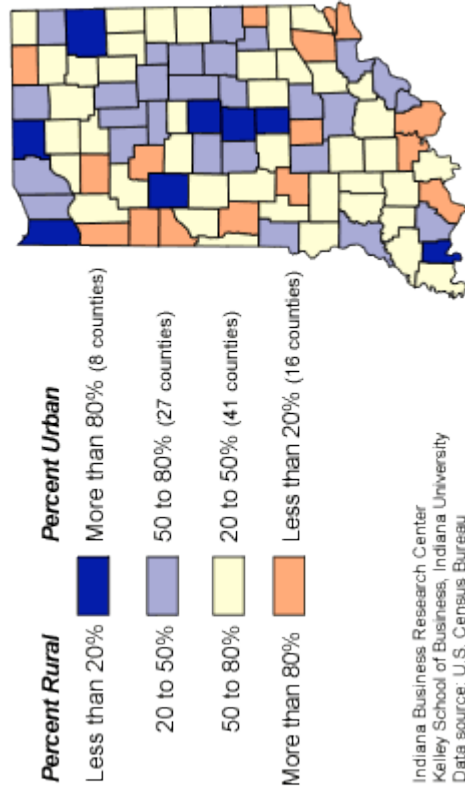 Percent Rural Percent Urban
Less than 20% More than 80% (8 counties)
20 to 50% 50 to 80% (27 counties)
50 to 80% 20 to 50% (41 counties)
More than 80% Less than 20% (16 counties)
Indiana Business Research Center
Kelley School of Business, Indiana University
Data source: U.S. Census Bureau